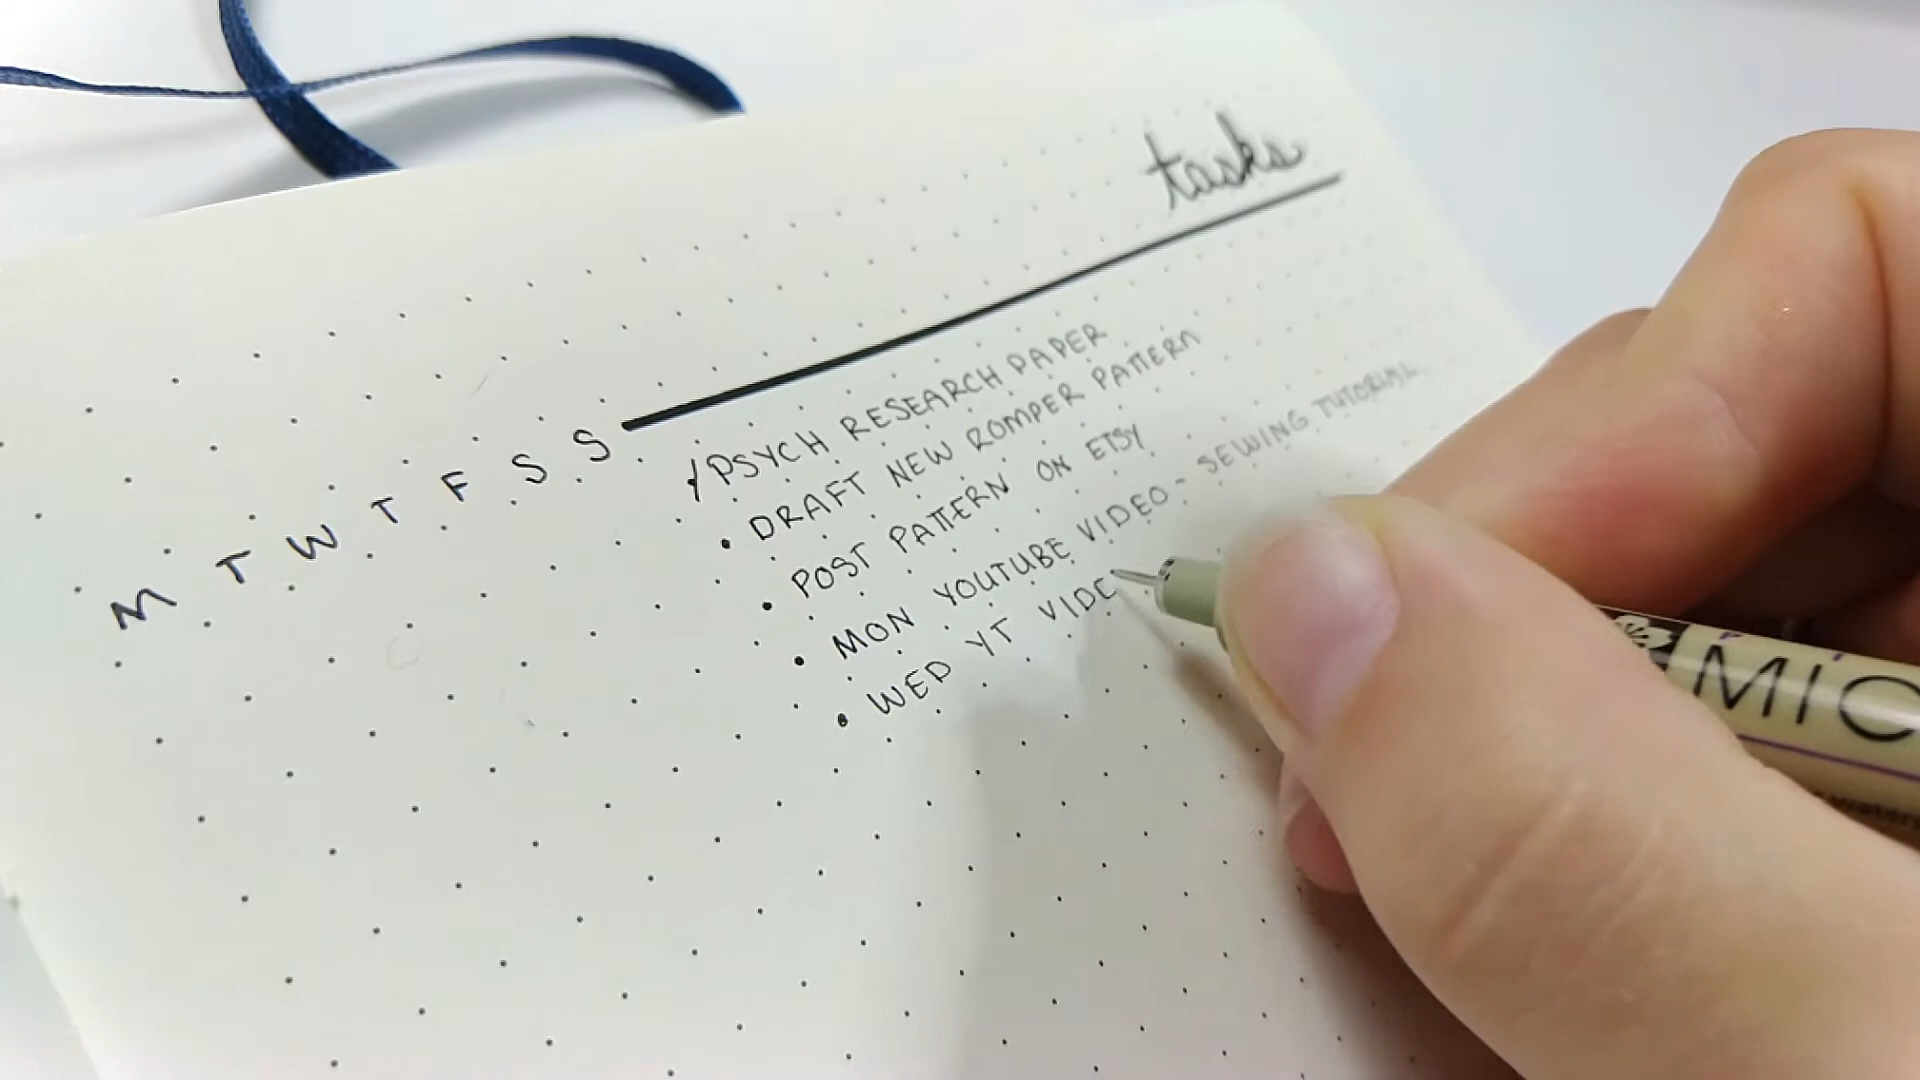 tasks
M T W T F S S
/PSYCH RESEARCH PAPER
• DRAFT NEW ROMPER PATTERN
• POST PATTERN ON ETSY
• MON YOUTUBE VIDEO - SEWING TUTORIAL
• WED YT VIDE
MIC